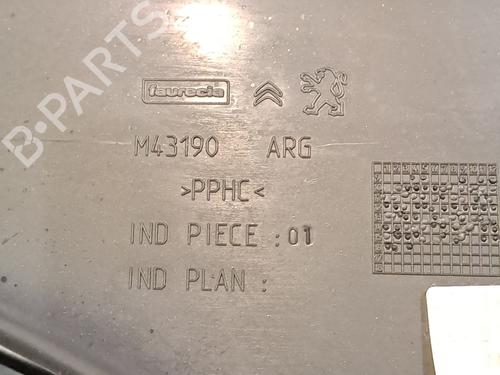 B-PARTS
faurecia
M43190 ARG
>PPHC<
IND PIECE :01
IND PLAN :